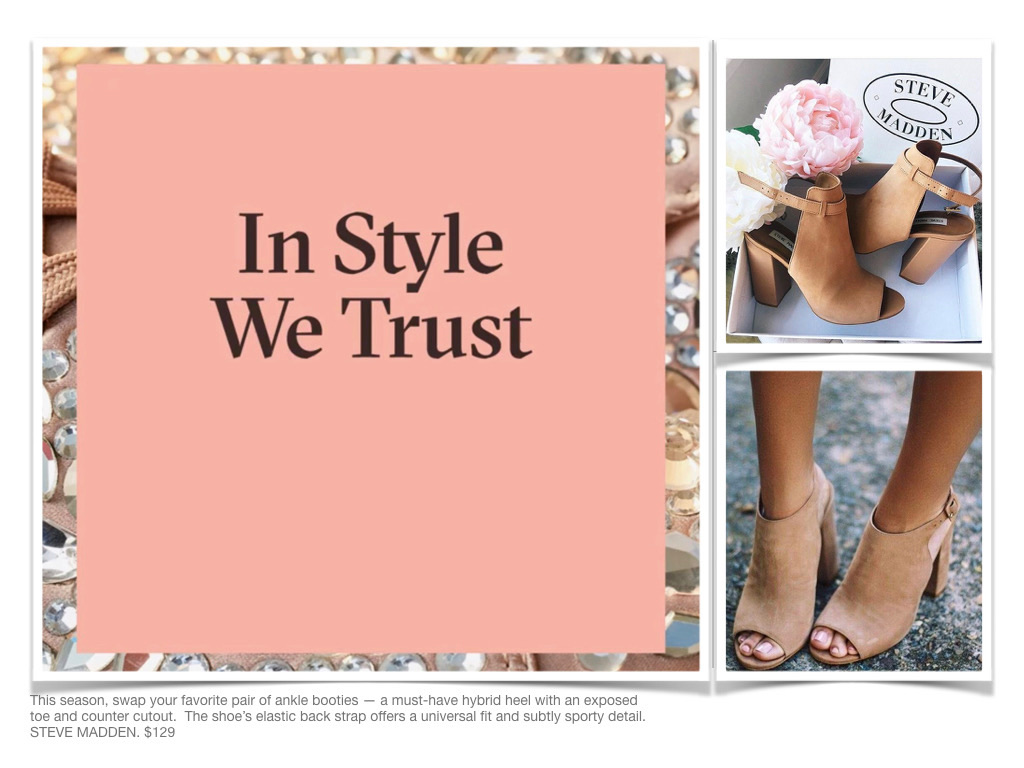 In Style
We Trust
STEVE
MADDEN
This season, swap your favorite pair of ankle booties — a must-have hybrid heel with an exposed
toe and counter cutout.  The shoe’s elastic back strap offers a universal fit and subtly sporty detail.
STEVE MADDEN. $129